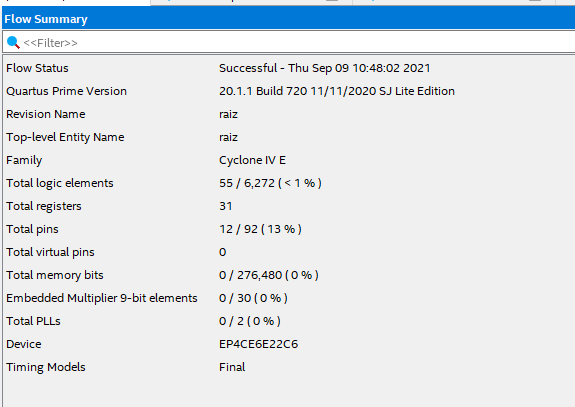 Flow Summary
<<Filter>>
Flow Status Successful - Thu Sep 09 10:48:02 2021
Quartus Prime Version 20.1.1 Build 720 11/11/2020 SJ Lite Edition
Revision Name raiz
Top-level Entity Name raiz
Family Cyclone IV E
Total logic elements 55 / 6,272 ( < 1 % )
Total registers 31
Total pins 12 / 92 ( 13 % )
Total virtual pins 0
Total memory bits 0 / 276,480 ( 0 % )
Embedded Multiplier 9-bit elements 0 / 30 ( 0 % )
Total PLLs 0 / 2 ( 0 % )
Device EP4CE6E22C6
Timing Models Final